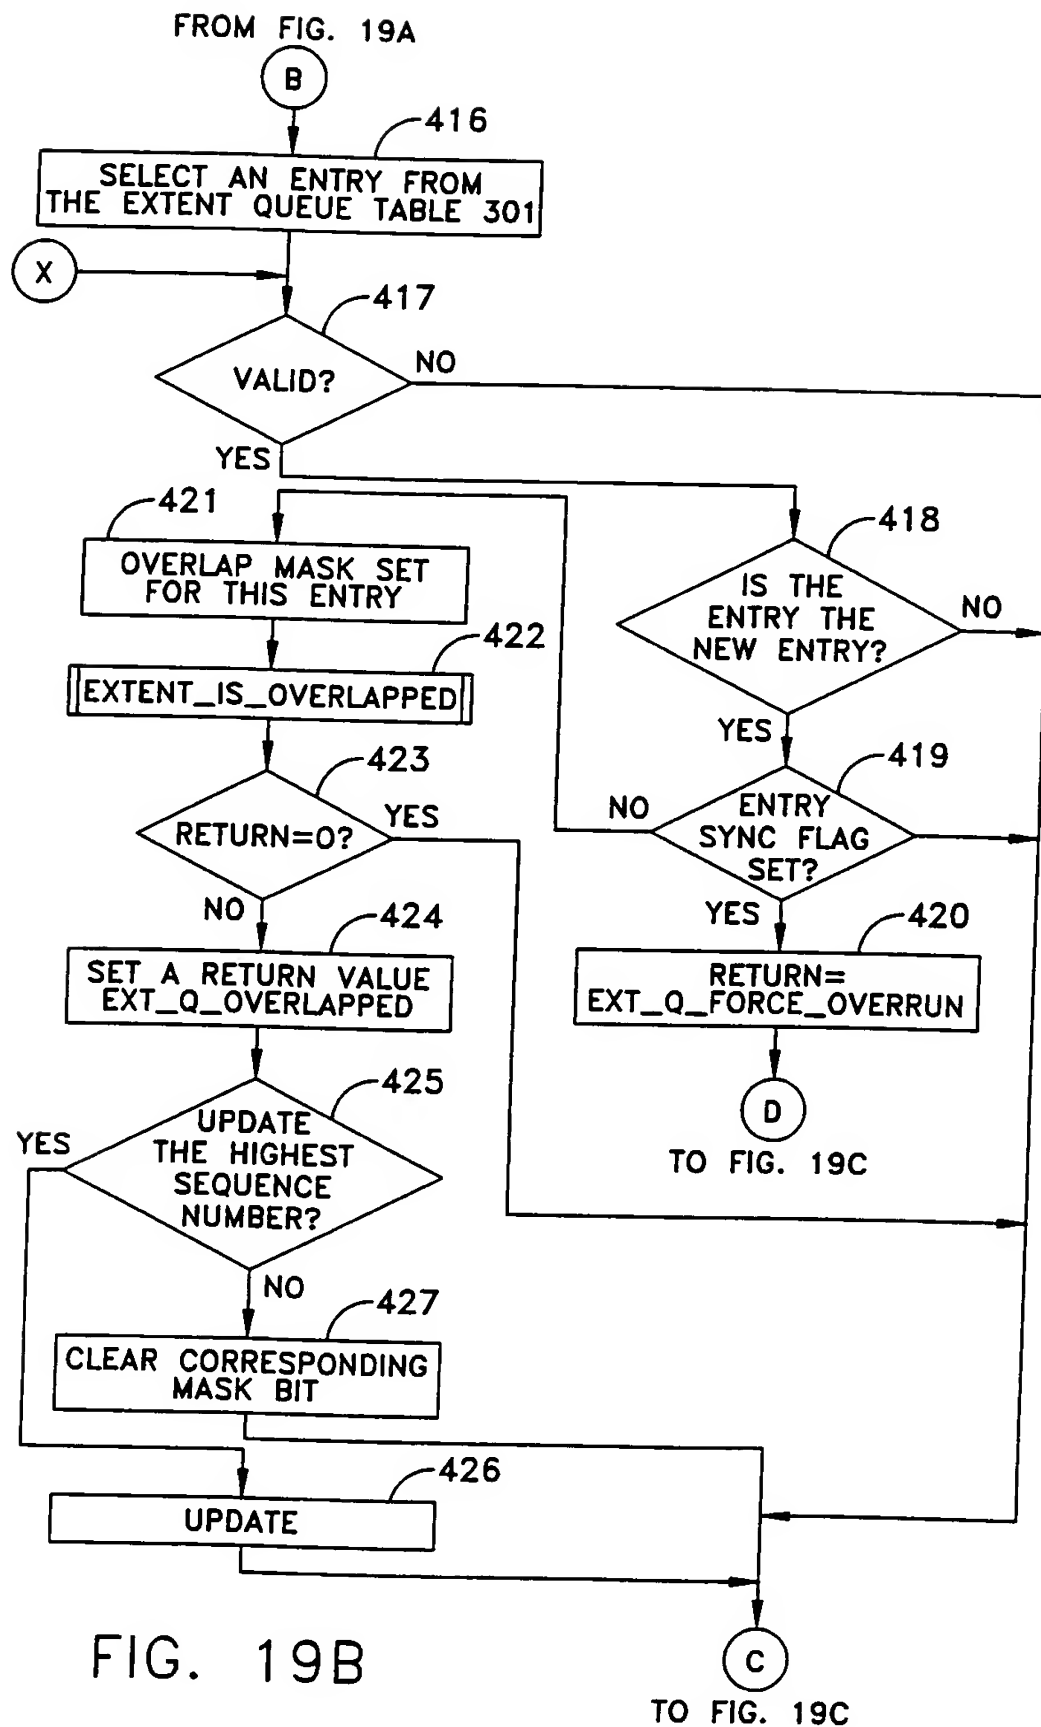 FROM FIG. 19A
B
416
SELECT AN ENTRY FROM
THE EXTENT QUEUE TABLE 301
X
417
VALID?
NO
YES
421
OVERLAP MASK SET
FOR THIS ENTRY
418
IS THE
ENTRY THE
NEW ENTRY?
NO
YES
422
EXTENT_IS_OVERLAPPED
423
RETURN=0?
YES
NO
419
ENTRY
SYNC FLAG
SET?
NO
YES
424
SET A RETURN VALUE
EXT_Q_OVERLAPPED
420
RETURN=
EXT_Q_FORCE_OVERRUN
D
TO FIG. 19C
425
UPDATE
THE HIGHEST
SEQUENCE
NUMBER?
YES
NO
427
CLEAR CORRESPONDING
MASK BIT
426
UPDATE
C
TO FIG. 19C
FIG. 19B